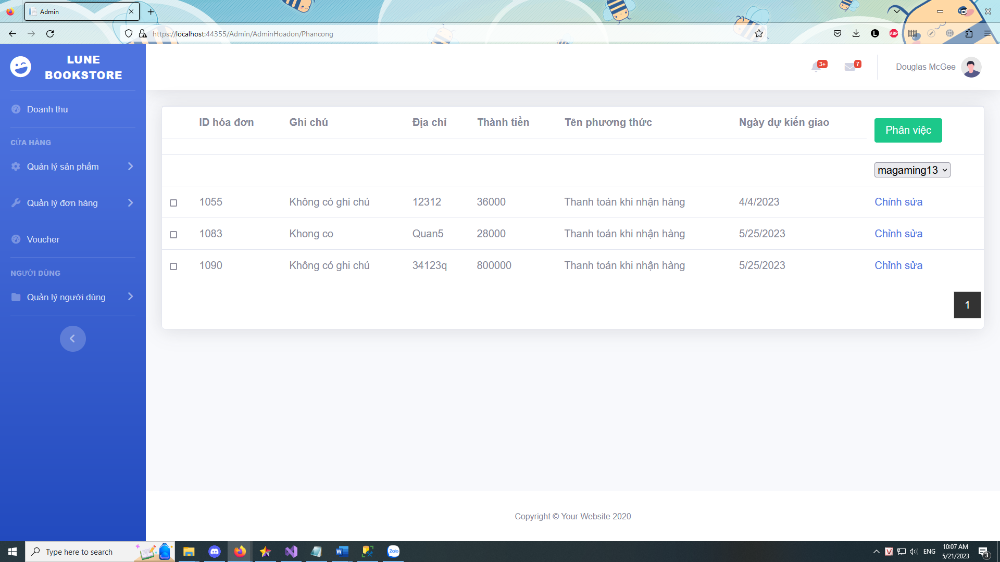 Admin
https://localhost:44355/Admin/AdminHoadon/Phancong
L
ABP
LUNE
BOOKSTORE
3+
7
Douglas McGee
Doanh thu
CỬA HÀNG
Quản lý sản phẩm
Quản lý đơn hàng
Voucher
NGƯỜI DÙNG
Quản lý người dùng
ID hóa đơn Ghi chú Địa chỉ Thành tiền Tên phương thức Ngày dự kiến giao Phân việc
magaming13
1055 Không có ghi chú 12312 36000 Thanh toán khi nhận hàng 4/4/2023 Chỉnh sửa
1083 Khong co Quan5 28000 Thanh toán khi nhận hàng 5/25/2023 Chỉnh sửa
1090 Không có ghi chú 34123q 800000 Thanh toán khi nhận hàng 5/25/2023 Chỉnh sửa
1
Copyright © Your Website 2020
Type here to search
W
Zalo
V
ENG
10:07 AM
5/21/2023
3